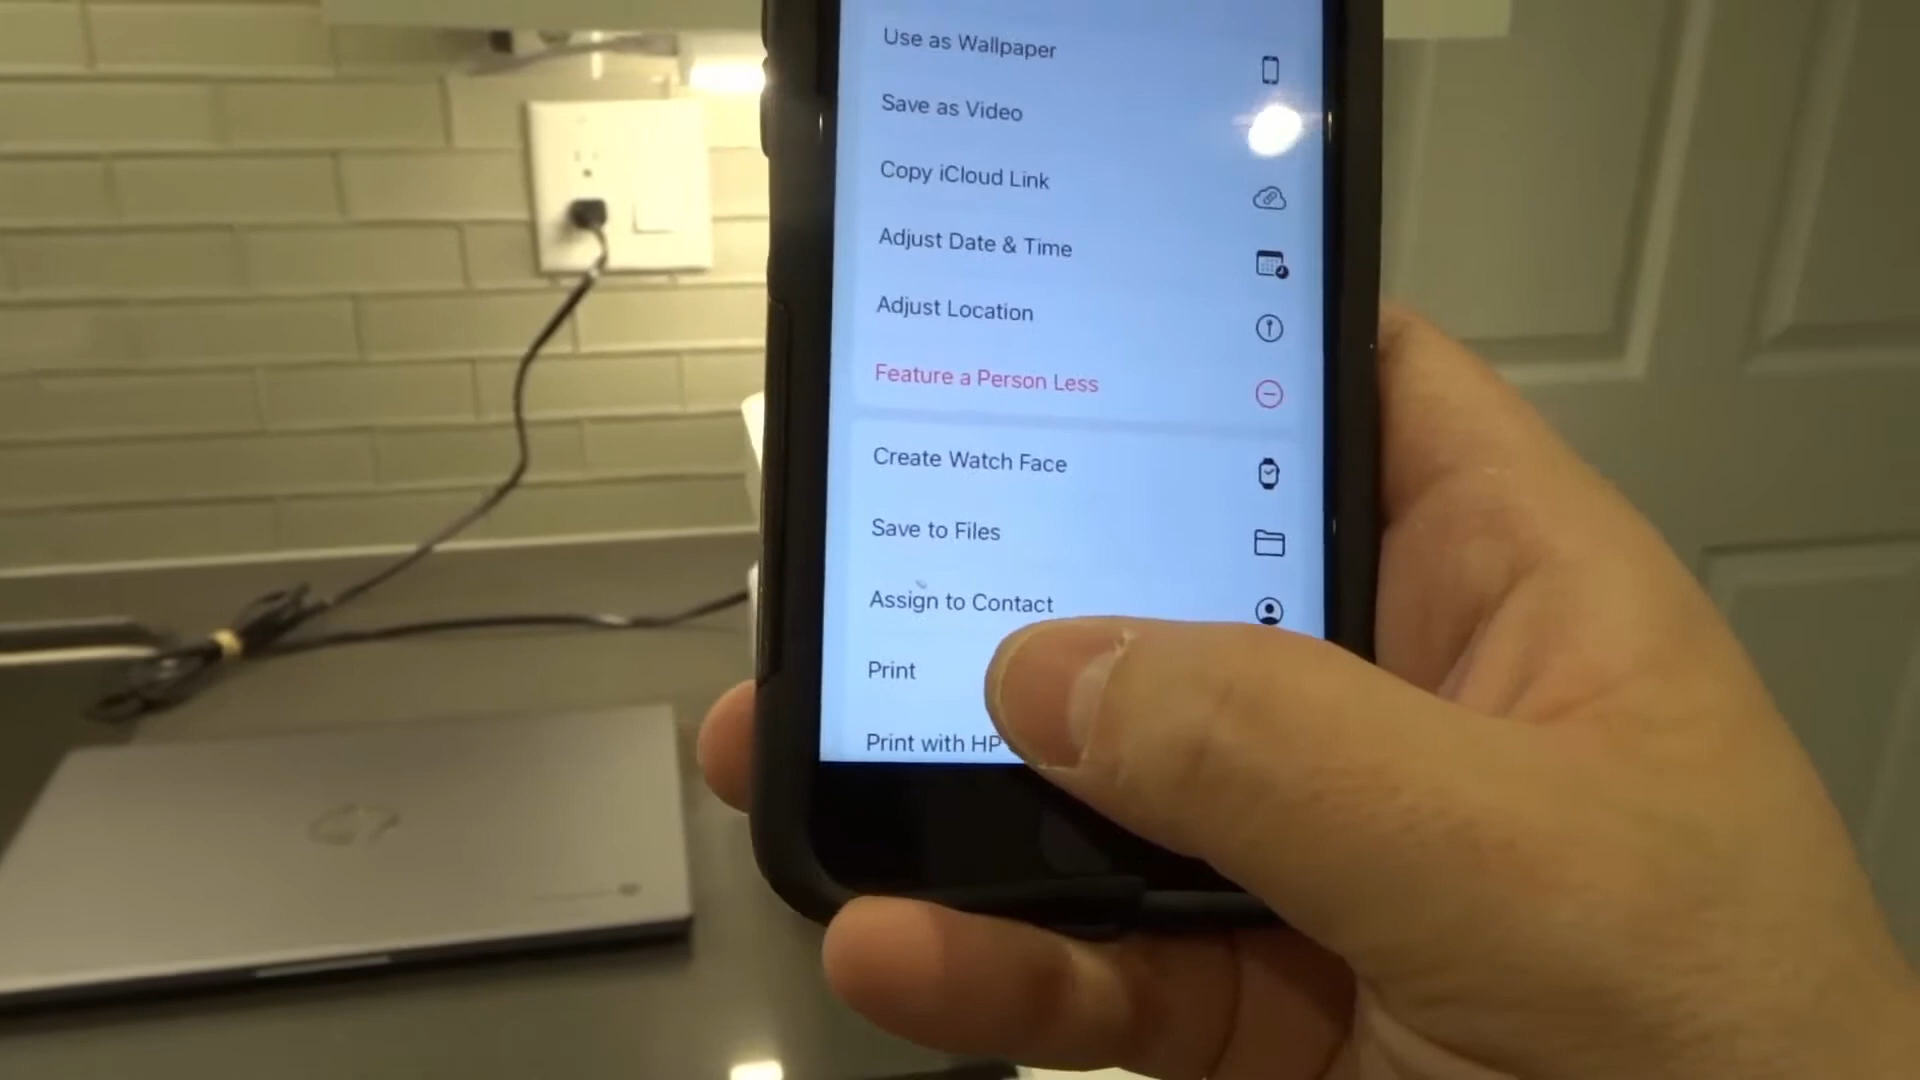 Use as Wallpaper
Save as Video
Copy iCloud Link
Adjust Date & Time
Adjust Location
Feature a Person Less
Create Watch Face
Save to Files
Assign to Contact
Print
Print with HP